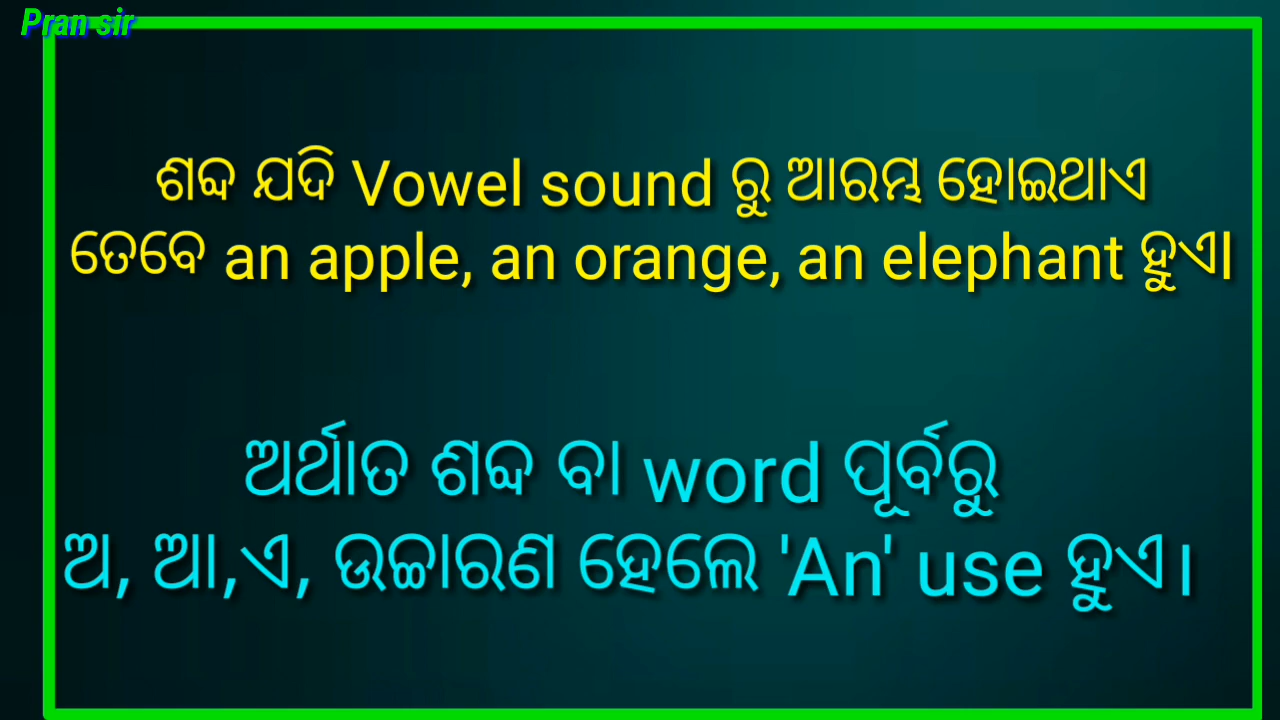 Pran sir
ଶବ୍ଦ ଯଦି Vowel sound ରୁ ଆରମ୍ଭ ହୋଇଥାଏ
ତେବେ an apple, an orange, an elephant ହୁଏ।
ଅର୍ଥାତ ଶବ୍ଦ ବା word ପୂର୍ବରୁ
ଅ, ଆ,ଏ, ଉଚ୍ଚାରଣ ହେଲେ 'An' use ହୁଏ।